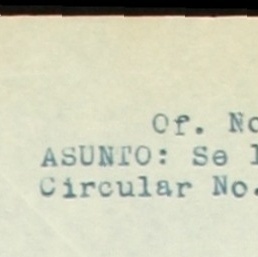 Of. No
ASUNTO: Se
Circular No.